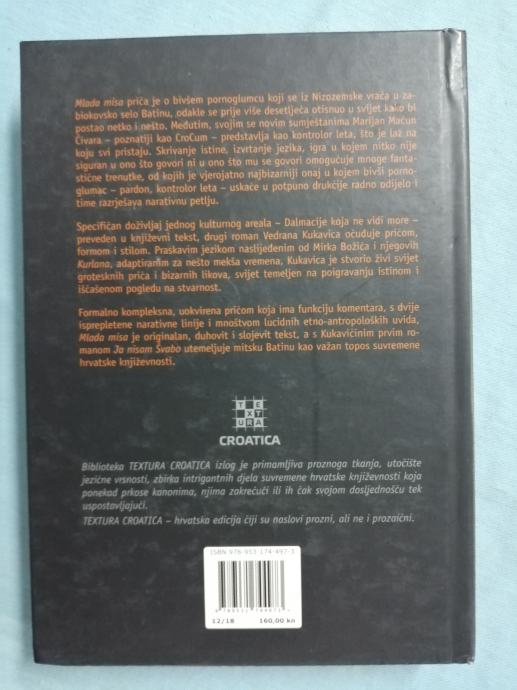 Mlada misa priča je o bivšem pornoglumcu koji se iz Nizozemske vraća u za-
biokovsko selo Batinu, odakle se prije više desetljeća otisnuo u svijet kako bi
postao netko i nešto. Međutim, svojim se novim sumještanima Marijan Maćun
Čivara – poznatiji kao CroCum – predstavlja kao kontrolor leta, što je laž na
koju svi pristaju. Skrivanje istine, izvrtanje jezika, igra u kojem nitko nije
siguran u ono što govori ni u ono što mu se govori omogućuje mnoge fanta-
stične trenutke, od kojih je vjerojatno najbizarniji onaj u kojem bivši porno-
glumac – pardon, kontrolor leta – uskače u potpuno drukčije radno odijelo i
time razrješava narativnu petlju.
Specifičan doživljaj jednog kulturnog areala – Dalmacije koja ne vidi more –
preveden u književni tekst, drugi roman Vedrana Kukavica očuđuje pričom,
formom i stilom. Praskavim jezikom naslijeđenim od Mirka Božića i njegovih
Kurlana, adaptiranim za nešto mekša vremena, Kukavica je stvorio živi svijet
grotesknih priča i bizarnih likova, svijet temeljen na poigravanju istinom i
iščašenom pogledu na stvarnost.
Formalno kompleksna, uokvirena pričom koja ima funkciju komentara, s dvije
isprepletene narativne linije i mnoštvom lucidnih etno-antropoloških uvida,
Mlada misa je originalan, duhovit i slojevit tekst, a s Kukavičinim prvim ro-
manom Ja nisam Švabo utemeljuje mitsku Batinu kao važan topos suvremene
hrvatske književnosti.
TEXTURA
CROATICA
Biblioteka TEXTURA CROATICA izlog je primamljiva proznoga tkanja, utočište
jezične vrsnosti, zbirka intrigantnih djela suvremene hrvatske književnosti koja
ponekad prkose kanonima, njima zakrećući ili ih čak svojom dosljednošću tek
uspostavljajući.
TEXTURA CROATICA – hrvatska edicija čiji su naslovi prozni, ali ne i prozaični.
ISBN 978-953-174-497-3
9 789531 744973 >
12/18 160,00 kn